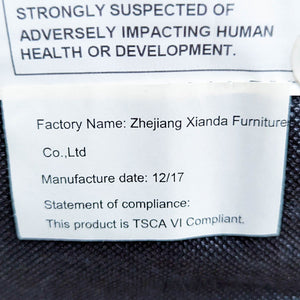 STRONGLY SUSPECTED OF
ADVERSELY IMPACTING HUMAN
HEALTH OR DEVELOPMENT.
Factory Name: Zhejiang Xianda Furniture
Co.,Ltd
Manufacture date: 12/17
Statement of compliance:
This product is TSCA VI Compliant.